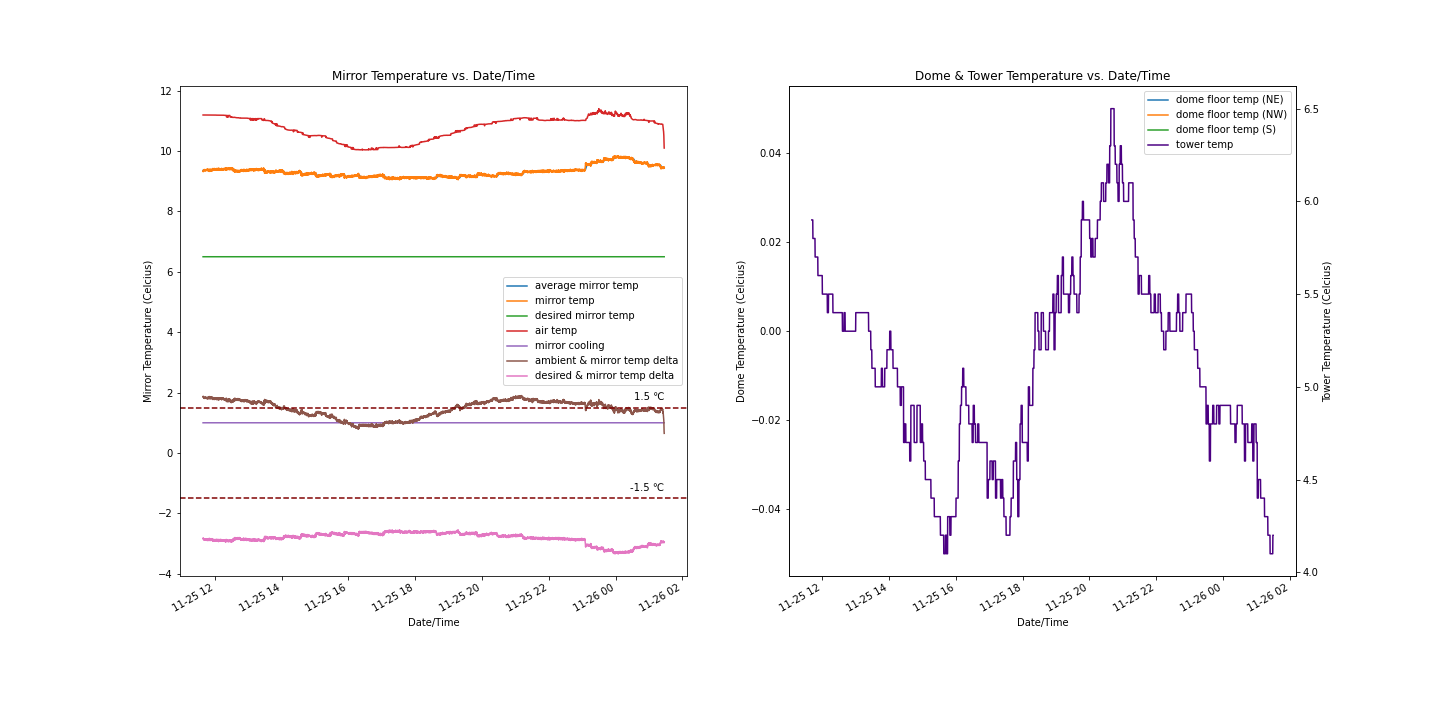 Mirror Temperature vs. Date/Time
12
10
8
6
4
2
0
−2
−4
Mirror Temperature (Celcius)
average mirror temp
mirror temp
desired mirror temp
air temp
mirror cooling
ambient & mirror temp delta
desired & mirror temp delta
1.5 ℃
-1.5 ℃
11-25 12
11-25 14
11-25 16
11-25 18
11-25 20
11-25 22
11-26 00
11-26 02
Date/Time
Dome & Tower Temperature vs. Date/Time
0.04
0.02
0.00
−0.02
−0.04
Dome Temperature (Celcius)
dome floor temp (NE)
dome floor temp (NW)
dome floor temp (S)
tower temp
6.5
6.0
5.5
5.0
4.5
4.0
Tower Temperature (Celcius)
11-25 12
11-25 14
11-25 16
11-25 18
11-25 20
11-25 22
11-26 00
11-26 02
Date/Time